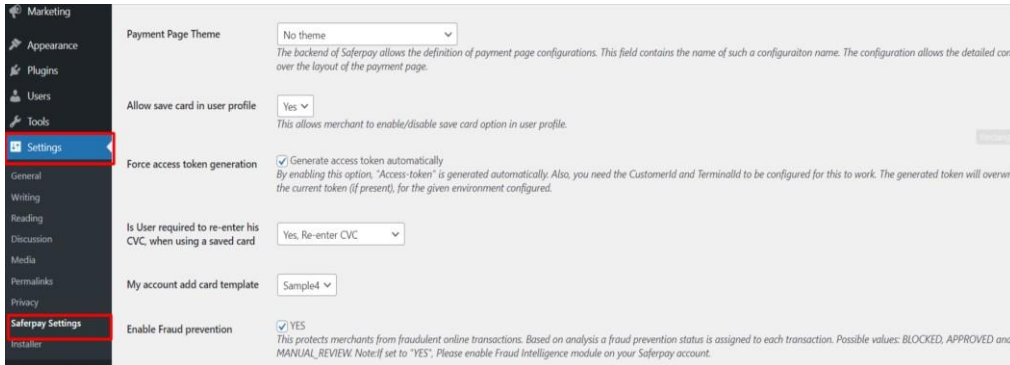 Marketing
Appearance
Plugins
Users
Tools
Settings
General
Writing
Reading
Discussion
Media
Permalinks
Privacy
Saferpay Settings
Installer
Payment Page Theme
No theme
The backend of Saferpay allows the definition of payment page configurations. This field contains the name of such a configuraiton name. The configuration allows the detailed
over the layout of the payment page.
Allow save card in user profile
Yes
This allows merchant to enable/disable save card option in user profile.
Force access token generation
Generate access token automatically
By enabling this option, "Access-token" is generated automatically. Also, you need the CustomerId and TerminalId to be configured for this to work. The generated token will
the current token (if present), for the given environment configured.
Is User required to re-enter his
CVC, when using a saved card
Yes, Re-enter CVC
My account add card template
Sample4
Enable Fraud prevention
YES
This protects merchants from fraudulent online transactions. Based on analysis a fraud prevention status is assigned to each transaction. Possible values: BLOCKED, APPROVED and
MANUAL_REVIEW. Note:If set to "YES", Please enable Fraud Intelligence module on your Saferpay account.